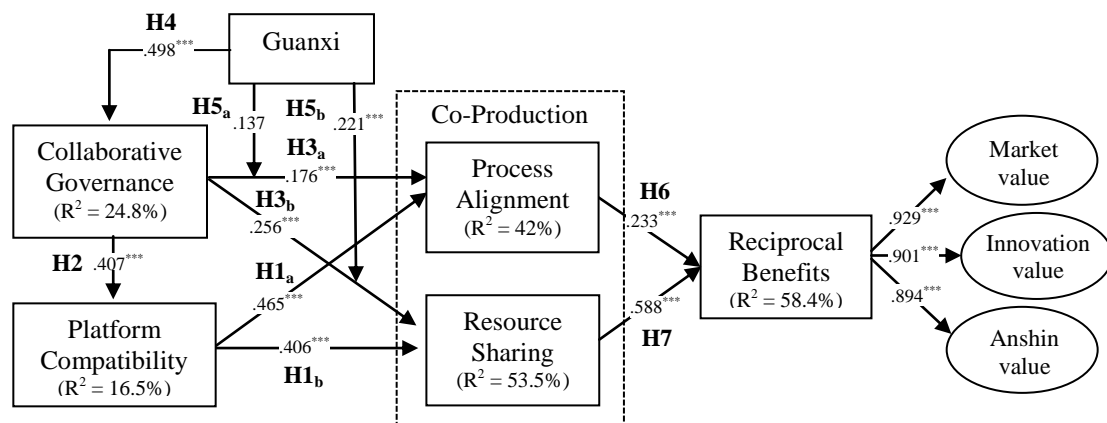 H4
.498***
Guanxi
H5a
.137
H5b
.221***
Co-Production
Collaborative
Governance
(R² = 24.8%)
H3a
.176***
H3b
.256***
Process
Alignment
(R² = 42%)
H6
.233***
Market
value
.929***
H2
.407***
H1a
.465***
Reciprocal
Benefits
(R² = 58.4%)
.901***
Innovation
value
.894***
Platform
Compatibility
(R² = 16.5%)
.406***
H1b
Resource
Sharing
(R² = 53.5%)
.588***
H7
Anshin
value